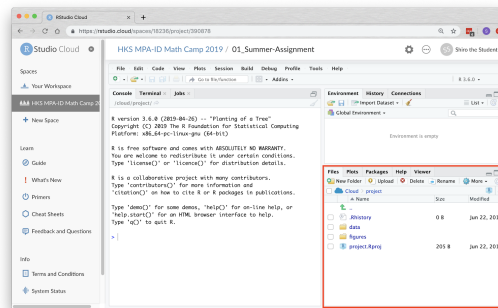 RStudio Cloud
https://rstudio.cloud/spaces/18236/project/390878
RStudio Cloud
HKS MPA-ID Math Camp 2019 / 01_Summer-Assignment
Shiro the Student
Spaces
Your Workspace
HKS MPA-ID Math Camp 2
New Space
Learn
Guide
What's New
Primers
Cheat Sheets
Feedback and Questions
Info
Terms and Conditions
System Status
File Edit Code View Plots Session Build Debug Profile Tools Help
Go to file/function
Addins
R 3.6.0
Console Terminal Jobs
/cloud/project/
R version 3.6.0 (2019-04-26) -- "Planting of a Tree"
Copyright (C) 2019 The R Foundation for Statistical Computing
Platform: x86_64-pc-linux-gnu (64-bit)
R is free software and comes with ABSOLUTELY NO WARRANTY.
You are welcome to redistribute it under certain conditions.
Type 'license()' or 'licence()' for distribution details.
R is a collaborative project with many contributors.
Type 'contributors()' for more information and
'citation()' on how to cite R or R packages in publications.
Type 'demo()' for some demos, 'help()' for on-line help, or
'help.start()' for an HTML browser interface to help.
Type 'q()' to quit R.
>
Environment History Connections
Import Dataset
List
Global Environment
Environment is empty
Files Plots Packages Help Viewer
New Folder Upload Delete Rename More
Cloud project
Name Size Modified
..
.Rhistory 0 B Jun 22, 201
data
figures
project.Rproj 205 B Jun 22, 201